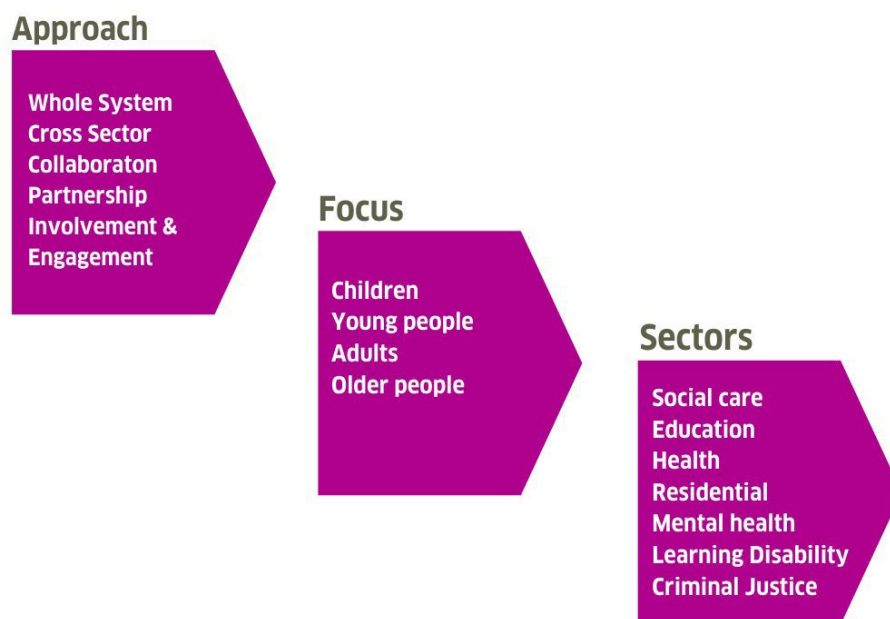 Approach
Whole System
Cross Sector
Collaboraton
Partnership
Involvement &
Engagement
Focus
Children
Young people
Adults
Older people
Sectors
Social care
Education
Health
Residential
Mental health
Learning Disability
Criminal Justice